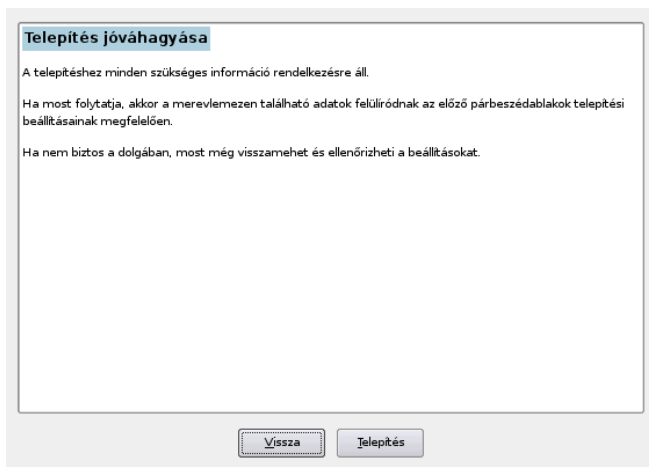 Telepítés jóváhagyása
A telepítéshez minden szükséges információ rendelkezésre áll.
Ha most folytatja, akkor a merevlemezen található adatok felülíródnak az előző párbeszédablakok telepítési
beállításainak megfelelően.
Ha nem biztos a dolgában, most még visszamehet és ellenőrizheti a beállításokat.
Vissza Telepítés